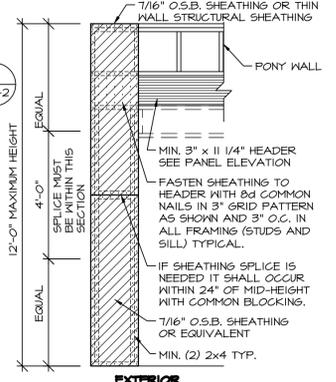 7/16" O.S.B. SHEATHING OR THIN
WALL STRUCTURAL SHEATHING
PONY WALL
MIN. 3" x 11 1/4" HEADER
SEE PANEL ELEVATION
FASTEN SHEATHING TO
HEADER WITH 8d COMMON
NAILS IN 3" GRID PATTERN
AS SHOWN AND 3" O.C. IN
ALL FRAMING (STUDS AND
SILL) TYPICAL.
IF SHEATHING SPLICE IS
NEEDED IT SHALL OCCUR
WITHIN 24" OF MID-HEIGHT
WITH COMMON BLOCKING.
7/16" O.S.B. SHEATHING
OR EQUIVALENT
MIN. (2) 2x4 TYP.
12'-0" MAXIMUM HEIGHT
EQUAL
4'-0"
SPLICE MUST
BE WITHIN THIS
SECTION
EQUAL
EXTERIOR